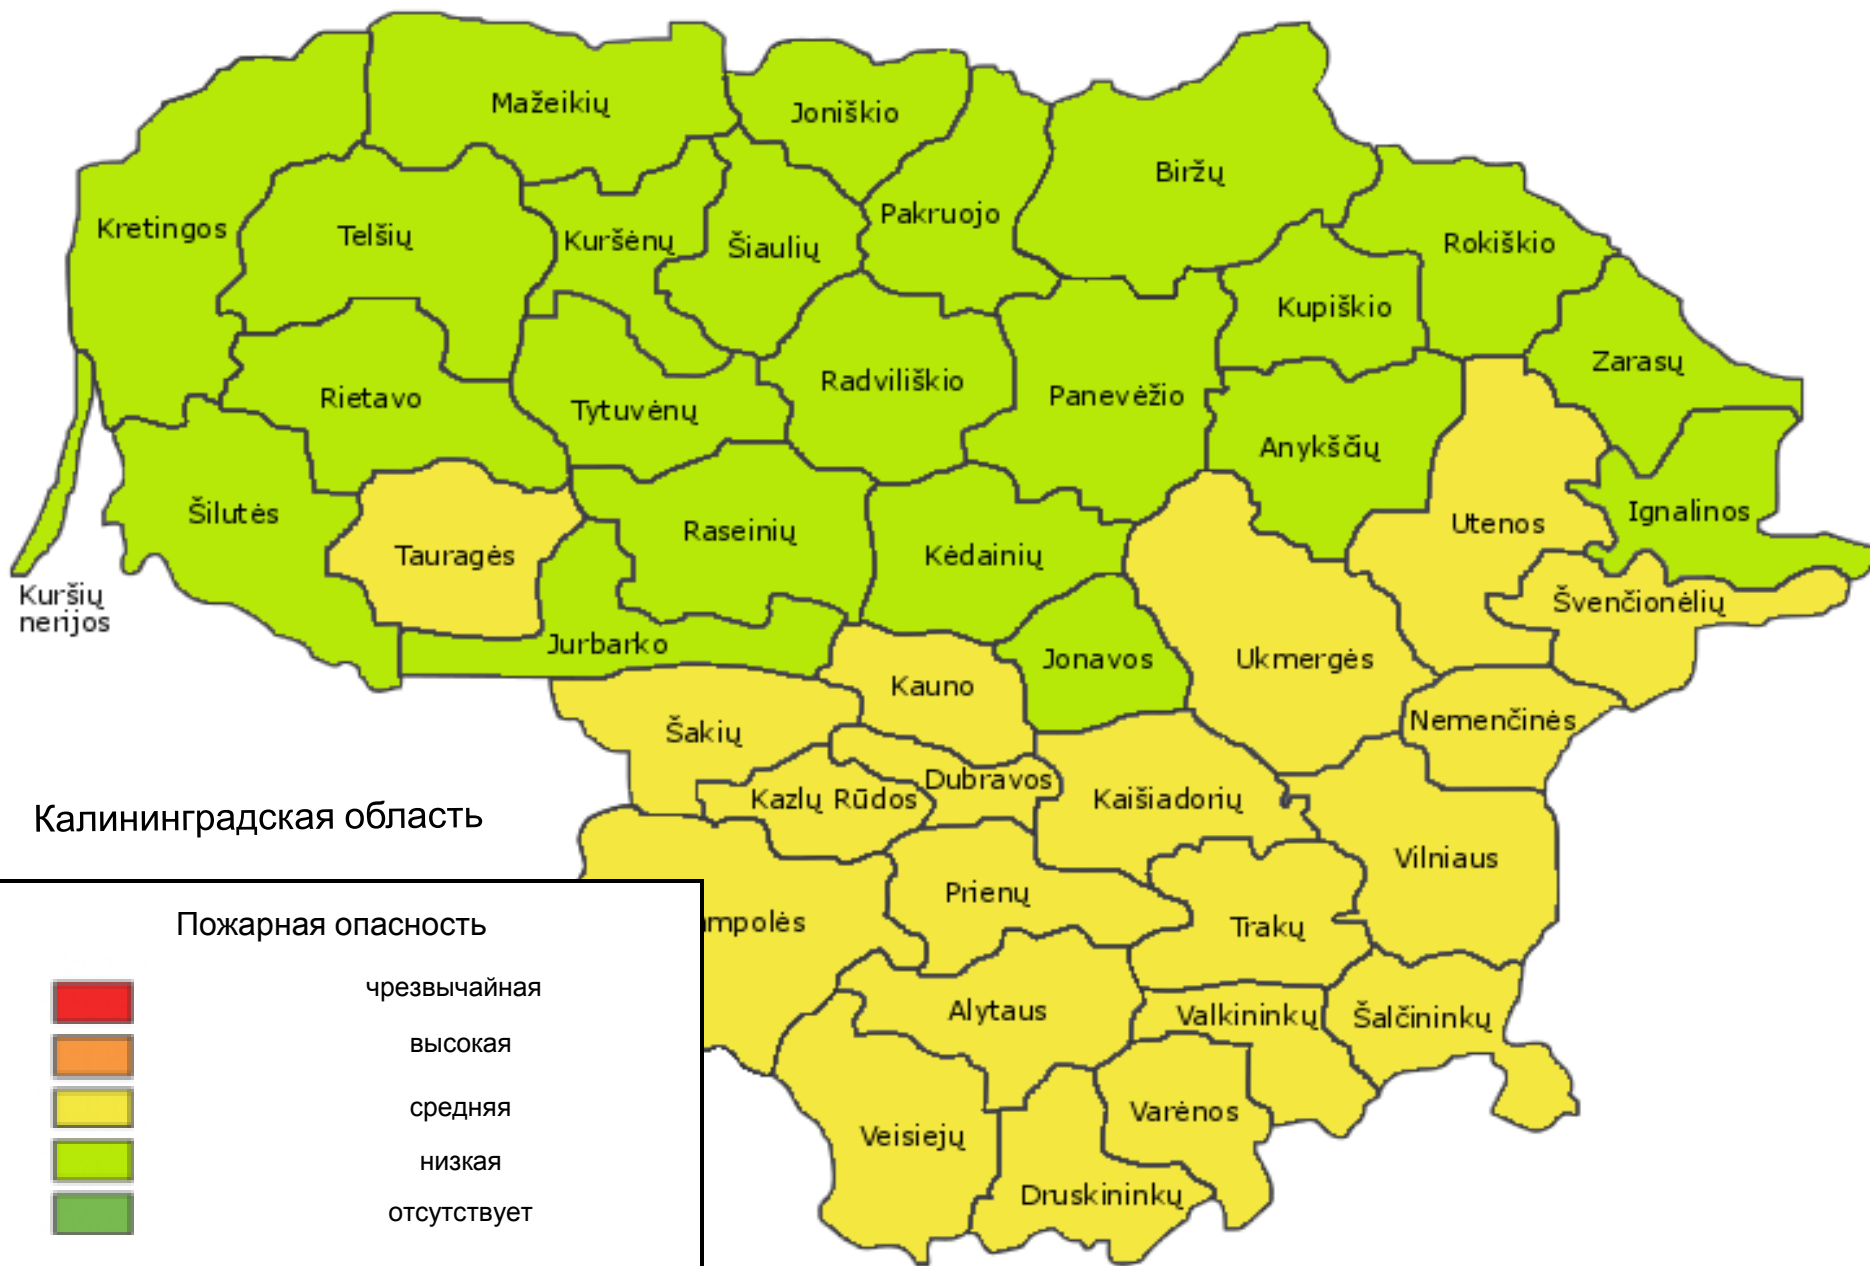 Mažeikių
Joniškio
Biržų
Kretingos
Telšių
Kuršėnų
Šiaulių
Pakruojo
Rokiškio
Kupiškio
Zarasų
Rietavo
Tytuvėnų
Radviliškio
Panevėžio
Anykščių
Šilutės
Tauragės
Raseinių
Kėdainių
Utenos
Ignalinos
Kuršių
nerijos
Švenčionėlių
Jurbarko
Kauno
Jonavos
Ukmergės
Nemenčinės
Šakių
Dubravos
Kazlų Rūdos
Kaišiadorių
Vilniaus
Калининградская область
Prienų
Trakų
mpolės
Alytaus
Valkininkų
Šalčininkų
Varėnos
Veisiejų
Druskininkų
Пожарная опасность
чрезвычайная
высокая
средняя
низкая
отсутствует